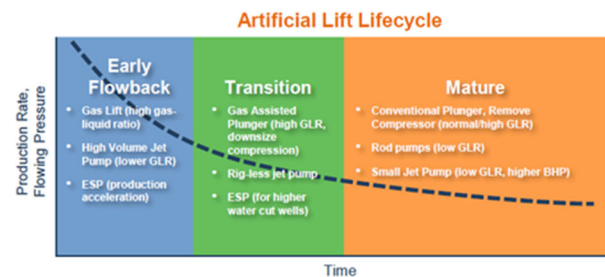 Artificial Lift Lifecycle
Production Rate,
Flowing Pressure
Early
Flowback
• Gas Lift (high gas-
liquid ratio)
• High Volume Jet
Pump (lower GLR)
• ESP (production
acceleration)
Transition
• Gas Assisted
Plunger (high GLR,
downsize
compression)
• Rig-less jet pump
• ESP (for higher
water cut wells)
Mature
• Conventional Plunger, Remove
Compressor (normal/high GLR)
• Rod pumps (low GLR)
• Small Jet Pump (low GLR, higher BHP)
Time